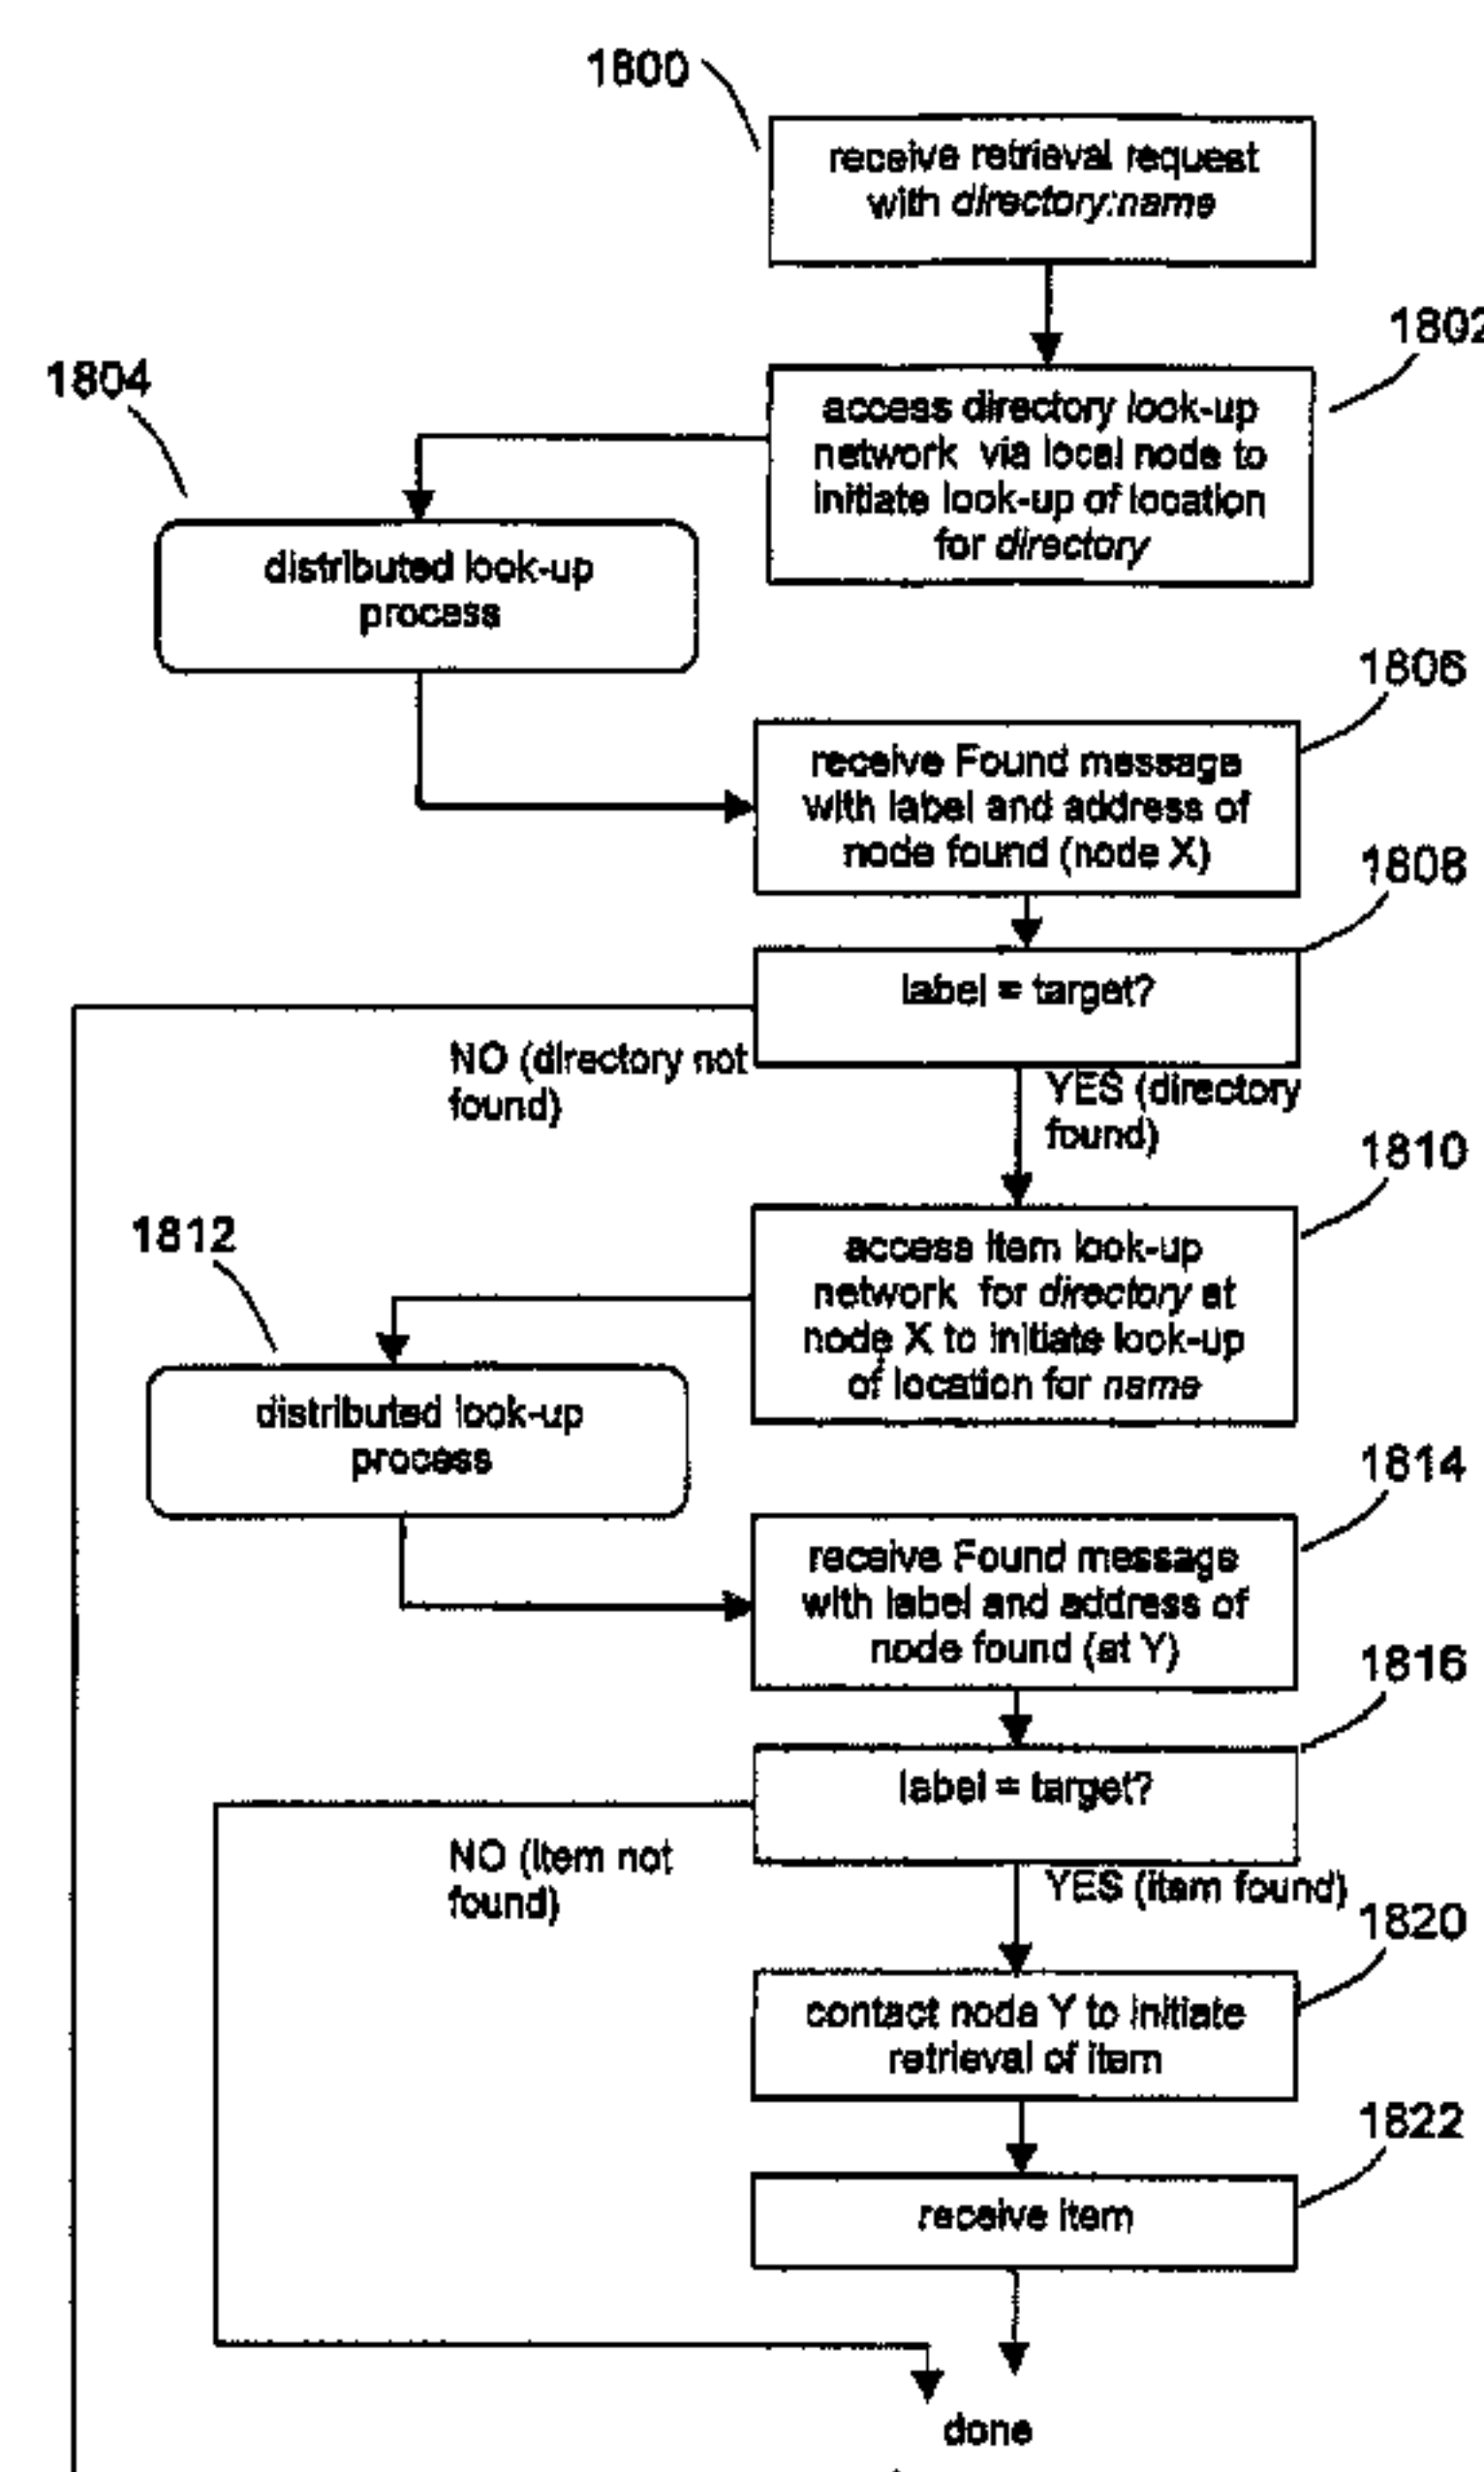 1800
receive retrieval request
with directory:name
1802
1804
access directory look-up
network via local node to
initiate look-up of location
for directory
distributed look-up
process
1806
receive Found message
with label and address of
node found (node X)
1808
label = target?
NO (directory not
found)
YES (directory
found)
1810
1812
access item look-up
network for directory at
node X to initiate look-up
of location for name
distributed look-up
process
1814
receive Found message
with label and address of
node found (at Y)
1816
label = target?
NO (item not
found)
YES (item found)
1820
contact node Y to initiate
retrieval of item
1822
receive item
done